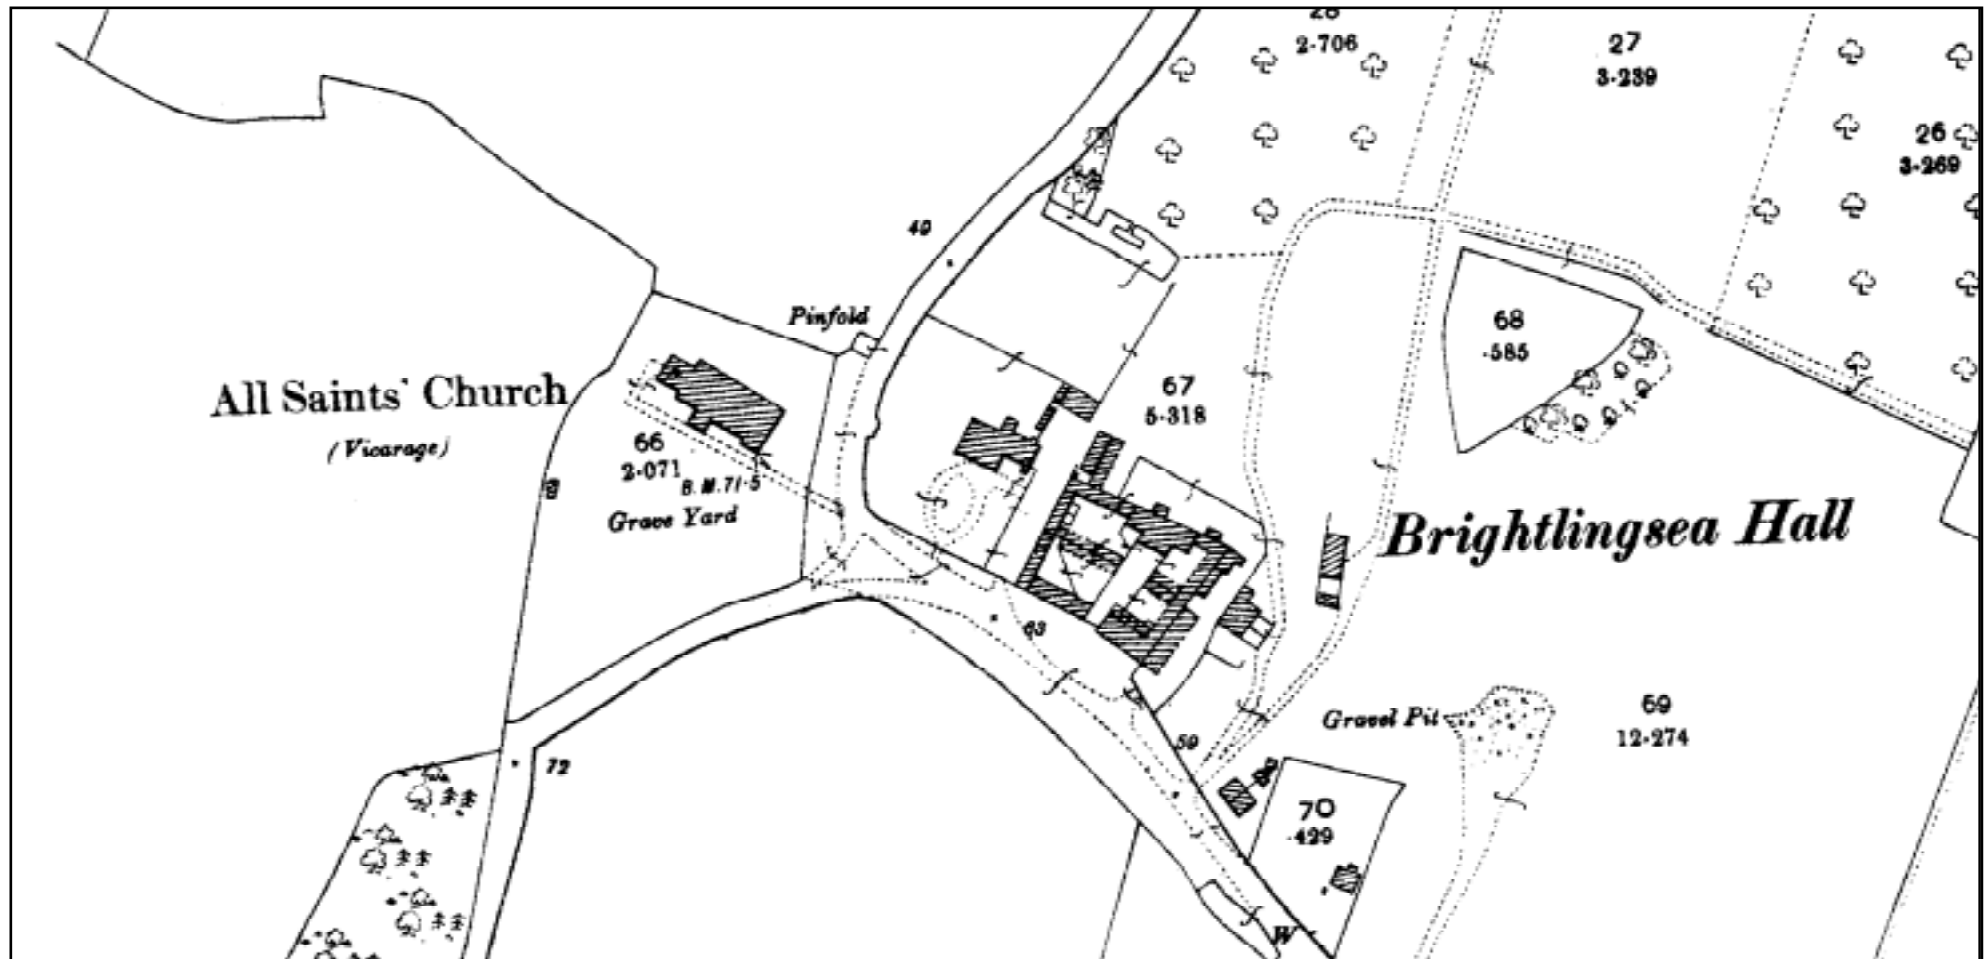 28
2·706
27
3·239
26
3·269
49
Pinfold
68
·585
67
5·318
All Saints' Church
(Vicarage)
66
2·071
B.M.71·5
Grave Yard
Brightlingsea Hall
63
Gravel Pit
69
12·274
59
72
70
·429
W